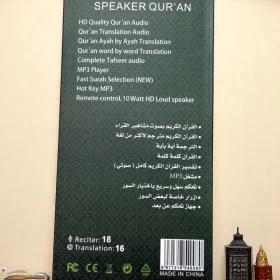 SPEAKER QUR'AN
HD Quality Qur'an Audio
Qur'an Translation Audio
Qur'an Ayah by Ayah Translation
Qur'an word by word Translation
Complete Tafseer audio
MP3 Player
Fast Surah Selection (NEW)
Hot Key MP3
Remote control, 10 Watt HD Loud speaker
القرآن الكريم بصوت مشاهير القراء
القرآن الكريم مترجم لأكثر من لغة
الترجمة آية بآية
القرآن كلمة كلمة
تفسير القرآن الكريم كامل (صوتي)
مشغل MP3
تحكم سهل وسريع باختيار السور
أزرار خاصة لبعض السور
جهاز تحكم عن بعد
Reciter: 18
Translation: 16
MADE IN CHINA